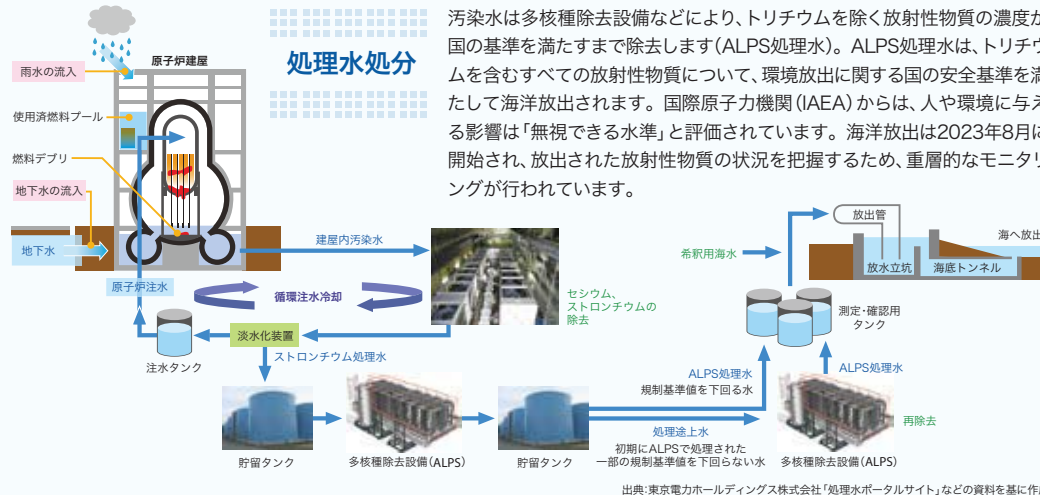 処理水処分
汚染水は多核種除去設備などにより、トリチウムを除く放射性物質の濃度が
国の基準を満たすまで除去します(ALPS処理水)。ALPS処理水は、トリチウ
ムを含むすべての放射性物質について、環境放出に関する国の安全基準を満
たして海洋放出されます。国際原子力機関(IAEA)からは、人や環境に与え
る影響は「無視できる水準」と評価されています。海洋放出は2023年8月に
開始され、放出された放射性物質の状況を把握するため、重層的なモニタリ
ングが行われています。
原子炉建屋
雨水の流入
使用済燃料プール
燃料デブリ
地下水の流入
地下水
原子炉注水
建屋内汚染水
循環注水冷却
セシウム、
ストロンチウムの
除去
淡水化装置
注水タンク
ストロンチウム処理水
貯留タンク
多核種除去設備(ALPS)
貯留タンク
ALPS処理水
規制基準値を下回る水
処理途上水
初期にALPSで処理された
一部の規制基準値を下回らない水
多核種除去設備(ALPS)
再除去
ALPS処理水
測定・確認用
タンク
希釈用海水
放出管
海へ放出
放水立坑
海底トンネル
出典:東京電力ホールディングス株式会社「処理水ポータルサイト」などの資料を基に作成